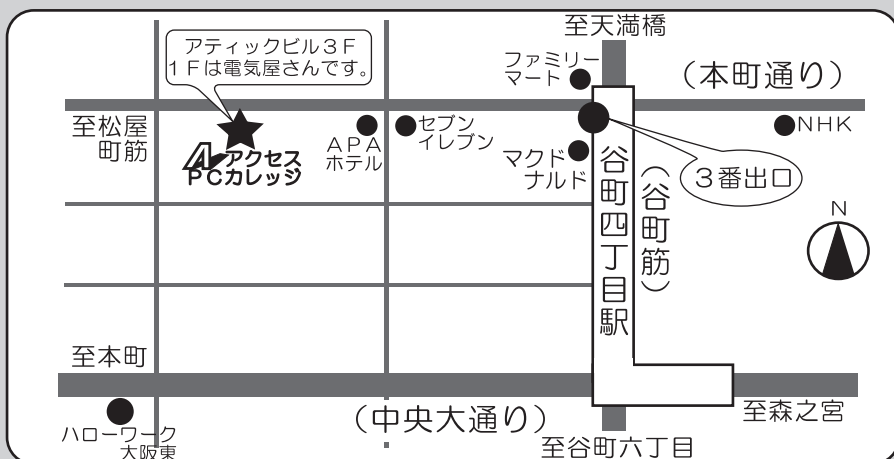 至天満橋
アティックビル3F
1Fは電気屋さんです。
ファミリー
マート
（本町通り）
至松屋
町筋
アクセス
PCカレッジ
APA
ホテル
セブン
イレブン
マクド
ナルド
NHK
3番出口
谷町四丁目駅
（谷町筋）
N
至本町
（中央大通り）
至森之宮
ハローワーク
大阪東
至谷町六丁目